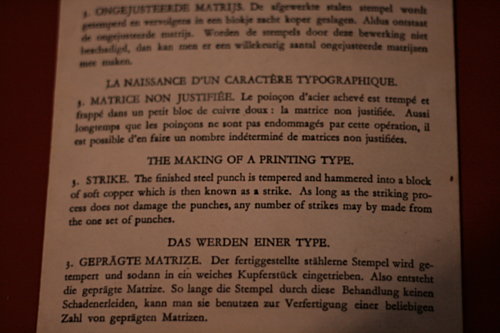 3. ONGEJUSTEERDE MATRIJS. De afgewerkte stalen stempel wordt
getemperd en vervolgens in een blokje zacht koper geslagen. Aldus ontstaat
de ongejusteerde matrijs. Worden de stempels door deze bewerking niet
beschadigd, dan kan men er een willekeurig aantal ongejusteerde matrijzen
mee maken.
LA NAISSANCE D'UN CARACTÈRE TYPOGRAPHIQUE.
3. MATRICE NON JUSTIFIÉE. Le poinçon d'acier achevé est trempé et
frappé dans un petit bloc de cuivre doux : la matrice non justifiée. Aussi
longtemps que les poinçons ne sont pas endommagés par cette opération, il
est possible d'en faire un nombre indéterminé de matrices non justifiées.
THE MAKING OF A PRINTING TYPE.
3. STRIKE. The finished steel punch is tempered and hammered into a block
of soft copper which is then known as a strike. As long as the striking pro-
cess does not damage the punches, any number of strikes may by made from
the one set of punches.
DAS WERDEN EINER TYPE.
3. GEPRÄGTE MATRIZE. Der fertiggestellte stählerne Stempel wird ge-
tempert und sodann in ein weiches Kupferstück eingetrieben. Also entsteht
die geprägte Matrize. So lange die Stempel durch diese Behandlung keinen
Schadenerleiden, kann man sie benutzen zur Verfertigung einer beliebigen
Zahl von geprägten Matrizen.